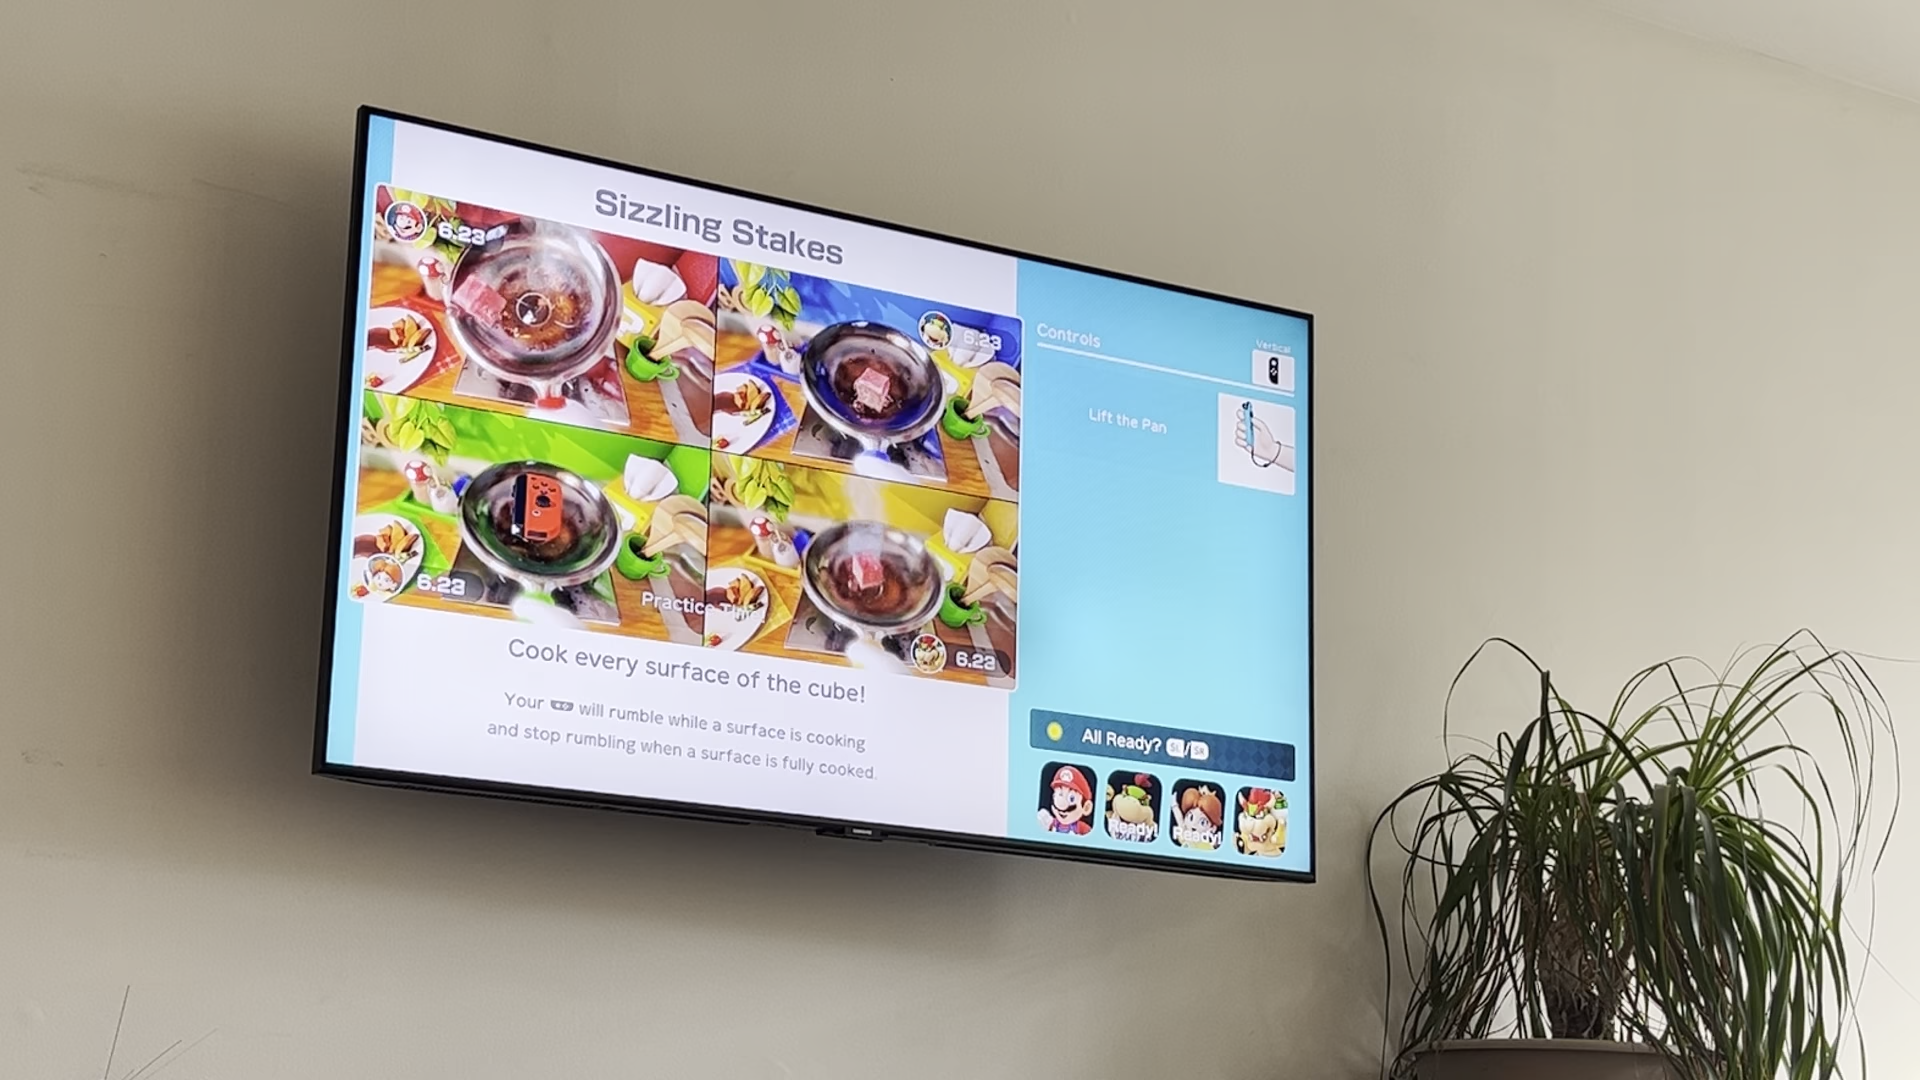 Sizzling Stakes
6.23
6.23
6.23
Practice Time
6.23
Cook every surface of the cube!
Your will rumble while a surface is cooking
and stop rumbling when a surface is fully cooked.
Controls
Vertical
Lift the Pan
All Ready? SL/SR
Ready!
Ready!